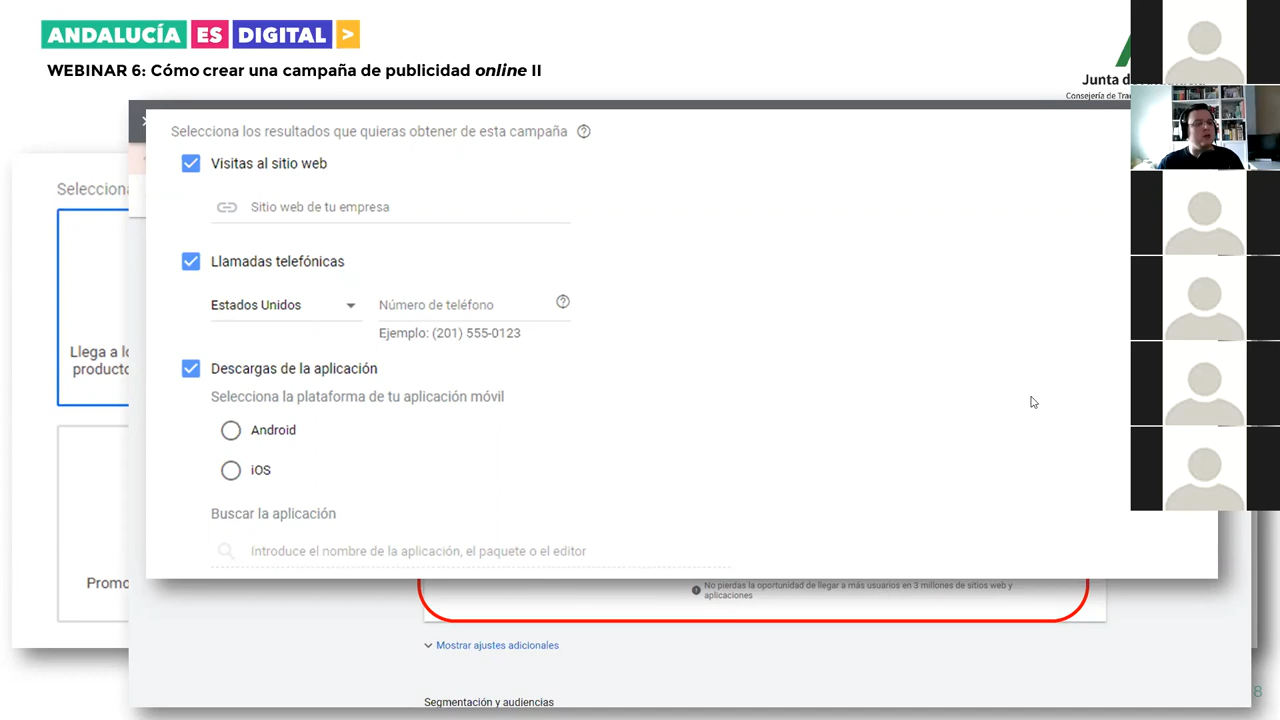 ANDALUCÍA ES DIGITAL >
WEBINAR 6: Cómo crear una campaña de publicidad online II
Junta d
Consejería de Tra
Selecciona los resultados que quieras obtener de esta campaña
Visitas al sitio web
Selecciona
Sitio web de tu empresa
Llamadas telefónicas
Estados Unidos
Número de teléfono
Ejemplo: (201) 555-0123
Llega a lo
producto
Descargas de la aplicación
Selecciona la plataforma de tu aplicación móvil
Android
iOS
Buscar la aplicación
Introduce el nombre de la aplicación, el paquete o el editor
Promo
No pierdas la oportunidad de llegar a más usuarios en 3 millones de sitios web y
aplicaciones
Mostrar ajustes adicionales
8
Segmentación y audiencias